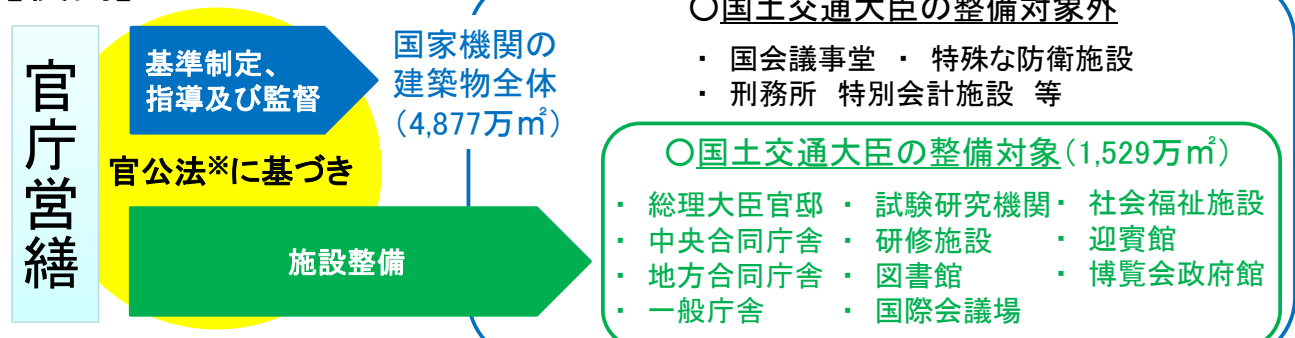 官庁営繕
基準制定、
指導及び監督
官公法※に基づき
施設整備
国家機関の
建築物全体
(4,877万㎡)
〇国土交通大臣の整備対象外
・ 国会議事堂 ・ 特殊な防衛施設
・ 刑務所 特別会計施設 等
〇国土交通大臣の整備対象(1,529万㎡)
・ 総理大臣官邸 ・ 試験研究機関・ 社会福祉施設
・ 中央合同庁舎 ・ 研修施設 ・ 迎賓館
・ 地方合同庁舎 ・ 図書館 ・ 博覧会政府館
・ 一般庁舎 ・ 国際会議場